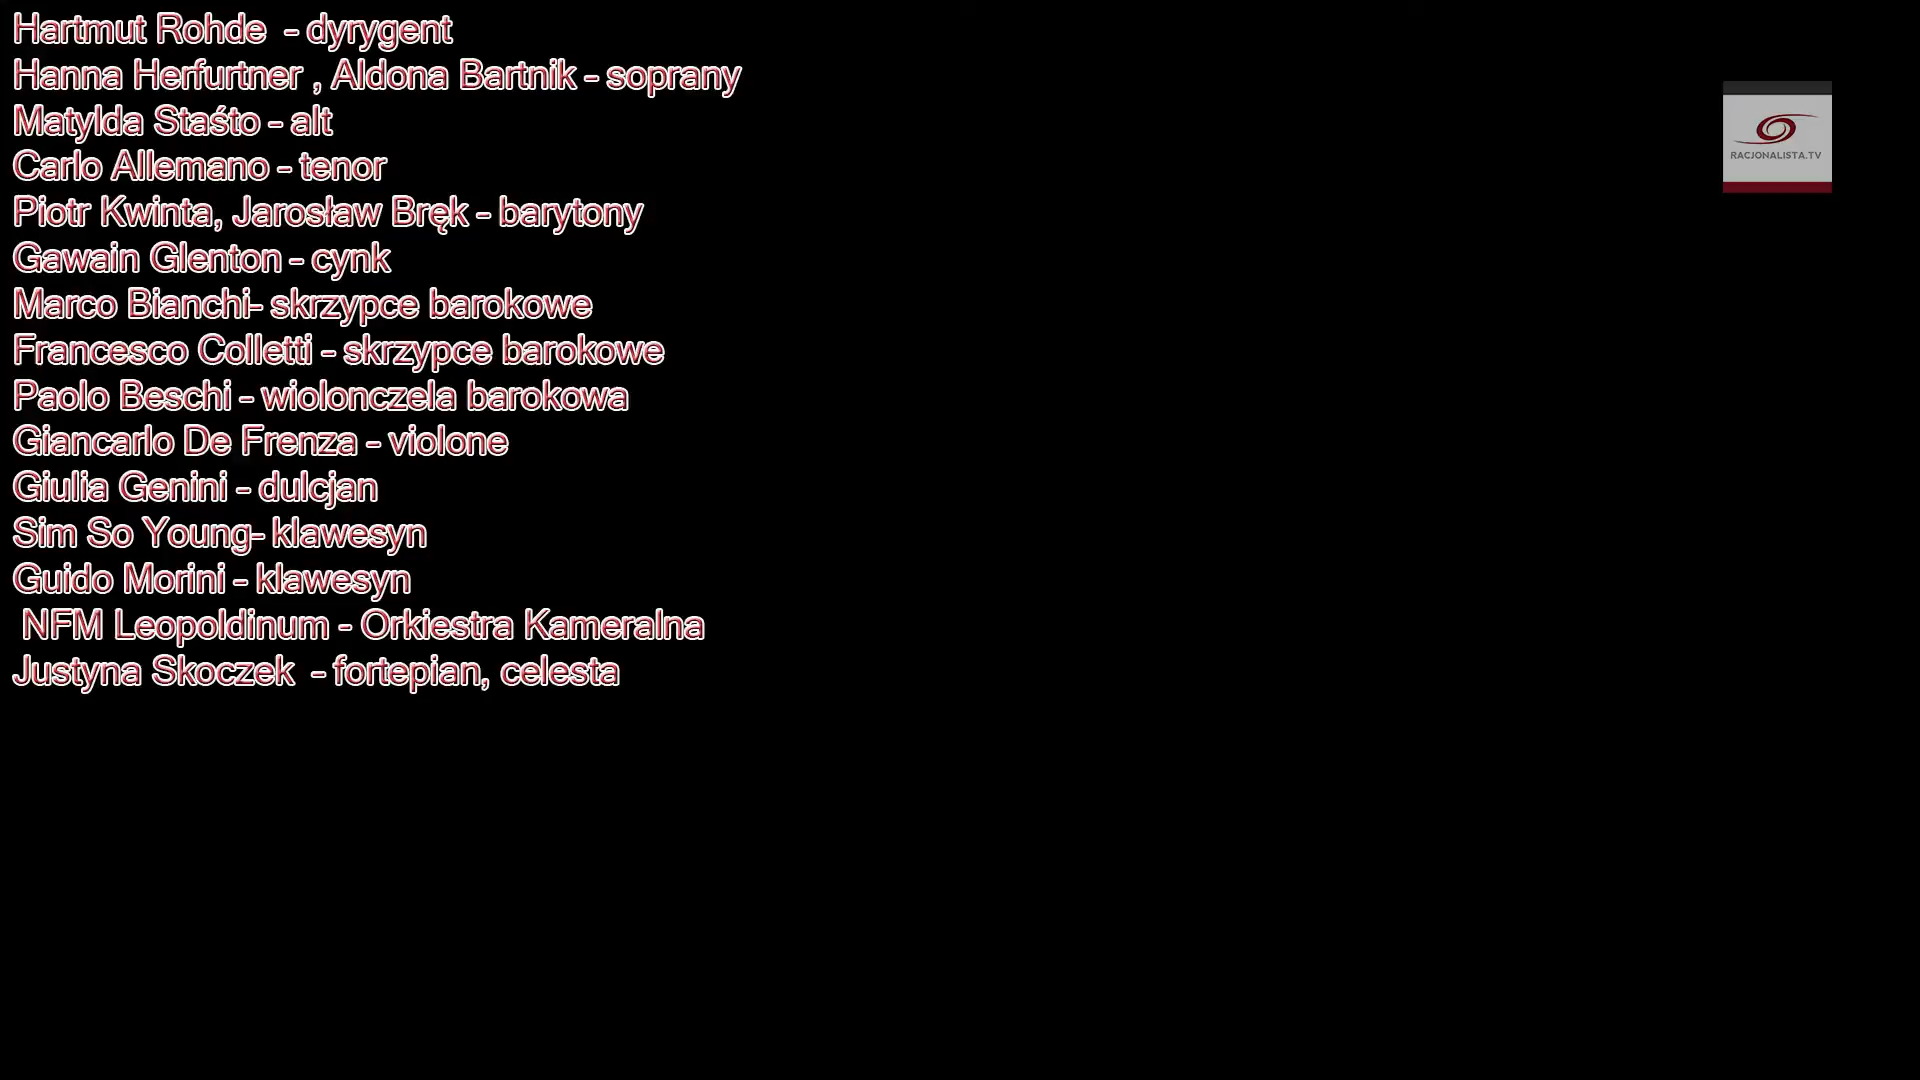 Hartmut Rohde  - dyrygent
Hanna Herfurtner , Aldona Bartnik - soprany
Matylda Staśto - alt
Carlo Allemano - tenor
Piotr Kwinta, Jarosław Bręk - barytony
Gawain Glenton - cynk
Marco Bianchi- skrzypce barokowe
Francesco Colletti - skrzypce barokowe
Paolo Beschi - wiolonczela barokowa
Giancarlo De Frenza - violone
Giulia Genini - dulcjan
Sim So Young- klawesyn
Guido Morini - klawesyn
NFM Leopoldinum - Orkiestra Kameralna
Justyna Skoczek  - fortepian, celesta
RACJONALISTA.TV